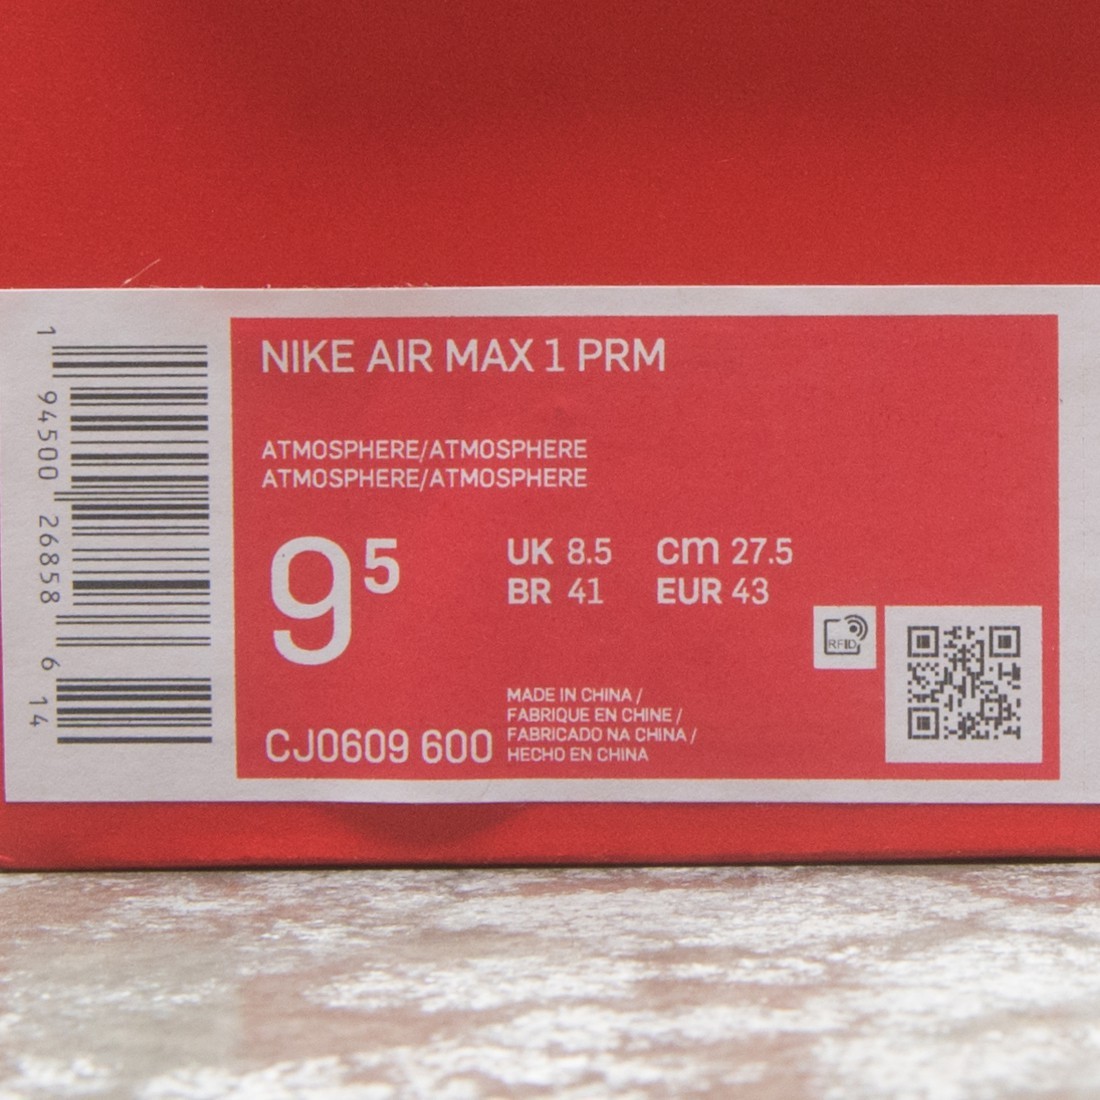 NIKE AIR MAX 1 PRM
ATMOSPHERE/ATMOSPHERE
ATMOSPHERE/ATMOSPHERE
9⁵
UK 8.5 cm 27.5
BR 41 EUR 43
RFID
MADE IN CHINA /
FABRIQUE EN CHINE /
FABRICADO NA CHINA /
HECHO EN CHINA
CJ0609 600
1 94500 26858 6 14